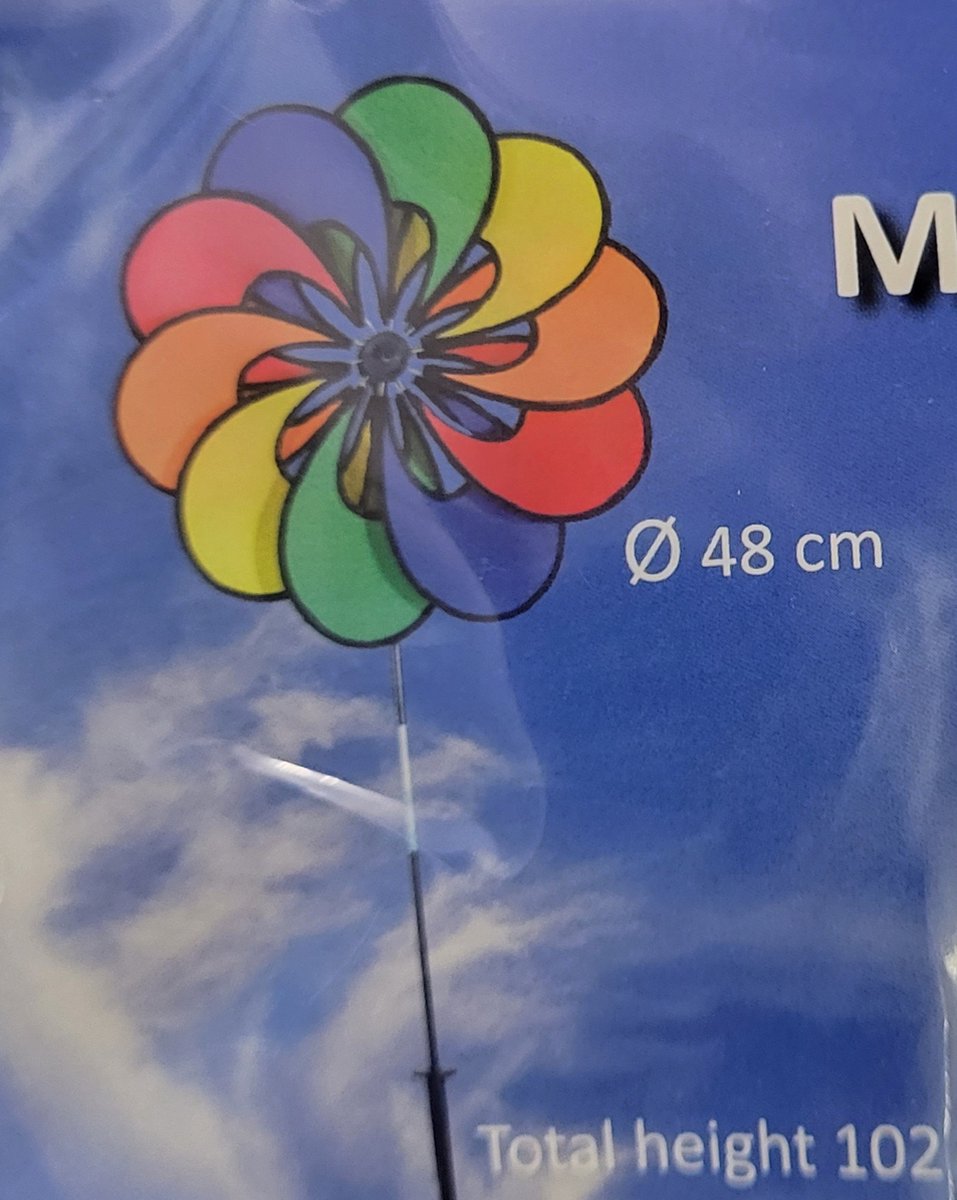 M
Ø 48 cm
Total height 102